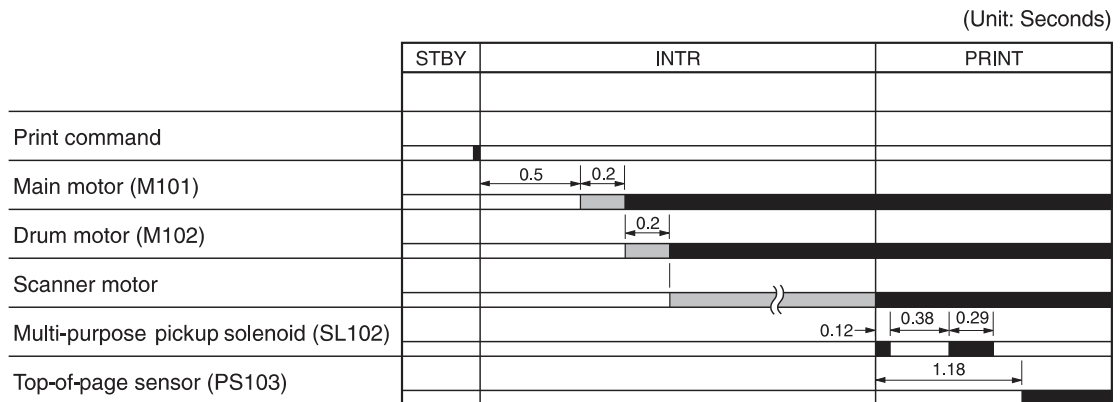 (Unit: Seconds)
STBY INTR PRINT
Print command
0.5 0.2
Main motor (M101)
0.2
Drum motor (M102)
Scanner motor
0.12 0.38 0.29
Multi-purpose pickup solenoid (SL102)
1.18
Top-of-page sensor (PS103)